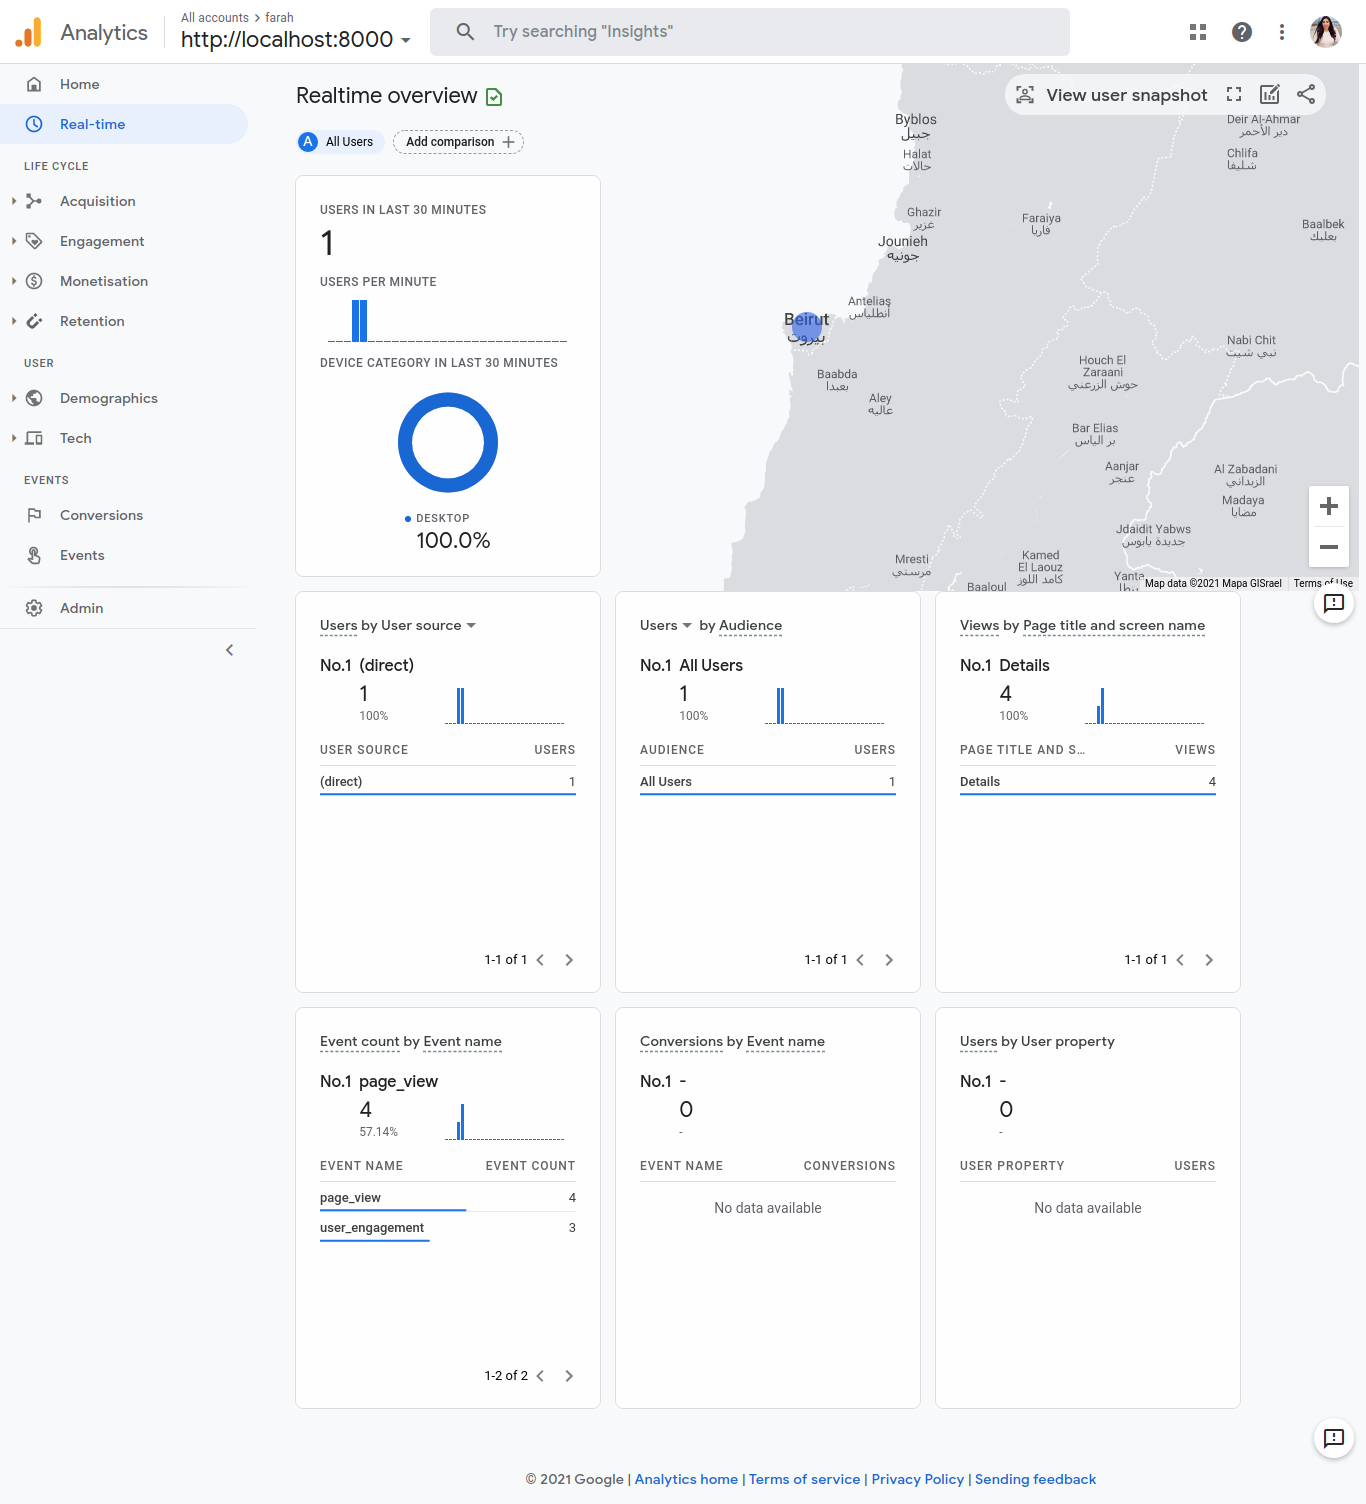 Analytics
All accounts > farah
http://localhost:8000
Try searching "Insights"
Home
Real-time
LIFE CYCLE
Acquisition
Engagement
Monetisation
Retention
USER
Demographics
Tech
EVENTS
Conversions
Events
Admin
Realtime overview
A All Users
Add comparison
View user snapshot
USERS IN LAST 30 MINUTES
1
USERS PER MINUTE
DEVICE CATEGORY IN LAST 30 MINUTES
DESKTOP
100.0%
Byblos
جبيل
Halat
حالات
Deir Al-Ahmar
دير الأحمر
Chlifa
شليفا
Ghazir
غزير
Faraiya
فاريا
Baalbek
بعلبك
Jounieh
جونيه
Antelias
أنطلياس
Beirut
بيروت
Nabi Chit
نبي شيت
Baabda
بعبدا
Houch El
Zaraani
حوش الزرعني
Aley
عاليه
Bar Elias
بر الياس
Aanjar
عنجر
Al Zabadani
الزبداني
Madaya
مضايا
Jdaidit Yabws
جديدة يابوس
Mresti
مرستي
Kamed
El Laouz
كامد اللوز
Baaloul
Yanta
ينطا
Map data ©2021 Mapa GISrael
Terms of Use
Users by User source
No.1 (direct)
1
100%
USER SOURCE USERS
(direct) 1
1-1 of 1
Users by Audience
No.1 All Users
1
100%
AUDIENCE USERS
All Users 1
1-1 of 1
Views by Page title and screen name
No.1 Details
4
100%
PAGE TITLE AND S… VIEWS
Details 4
1-1 of 1
Event count by Event name
No.1 page_view
4
57.14%
EVENT NAME EVENT COUNT
page_view 4
user_engagement 3
1-2 of 2
Conversions by Event name
No.1 -
0
-
EVENT NAME CONVERSIONS
No data available
Users by User property
No.1 -
0
-
USER PROPERTY USERS
No data available
© 2021 Google | Analytics home | Terms of service | Privacy Policy | Sending feedback